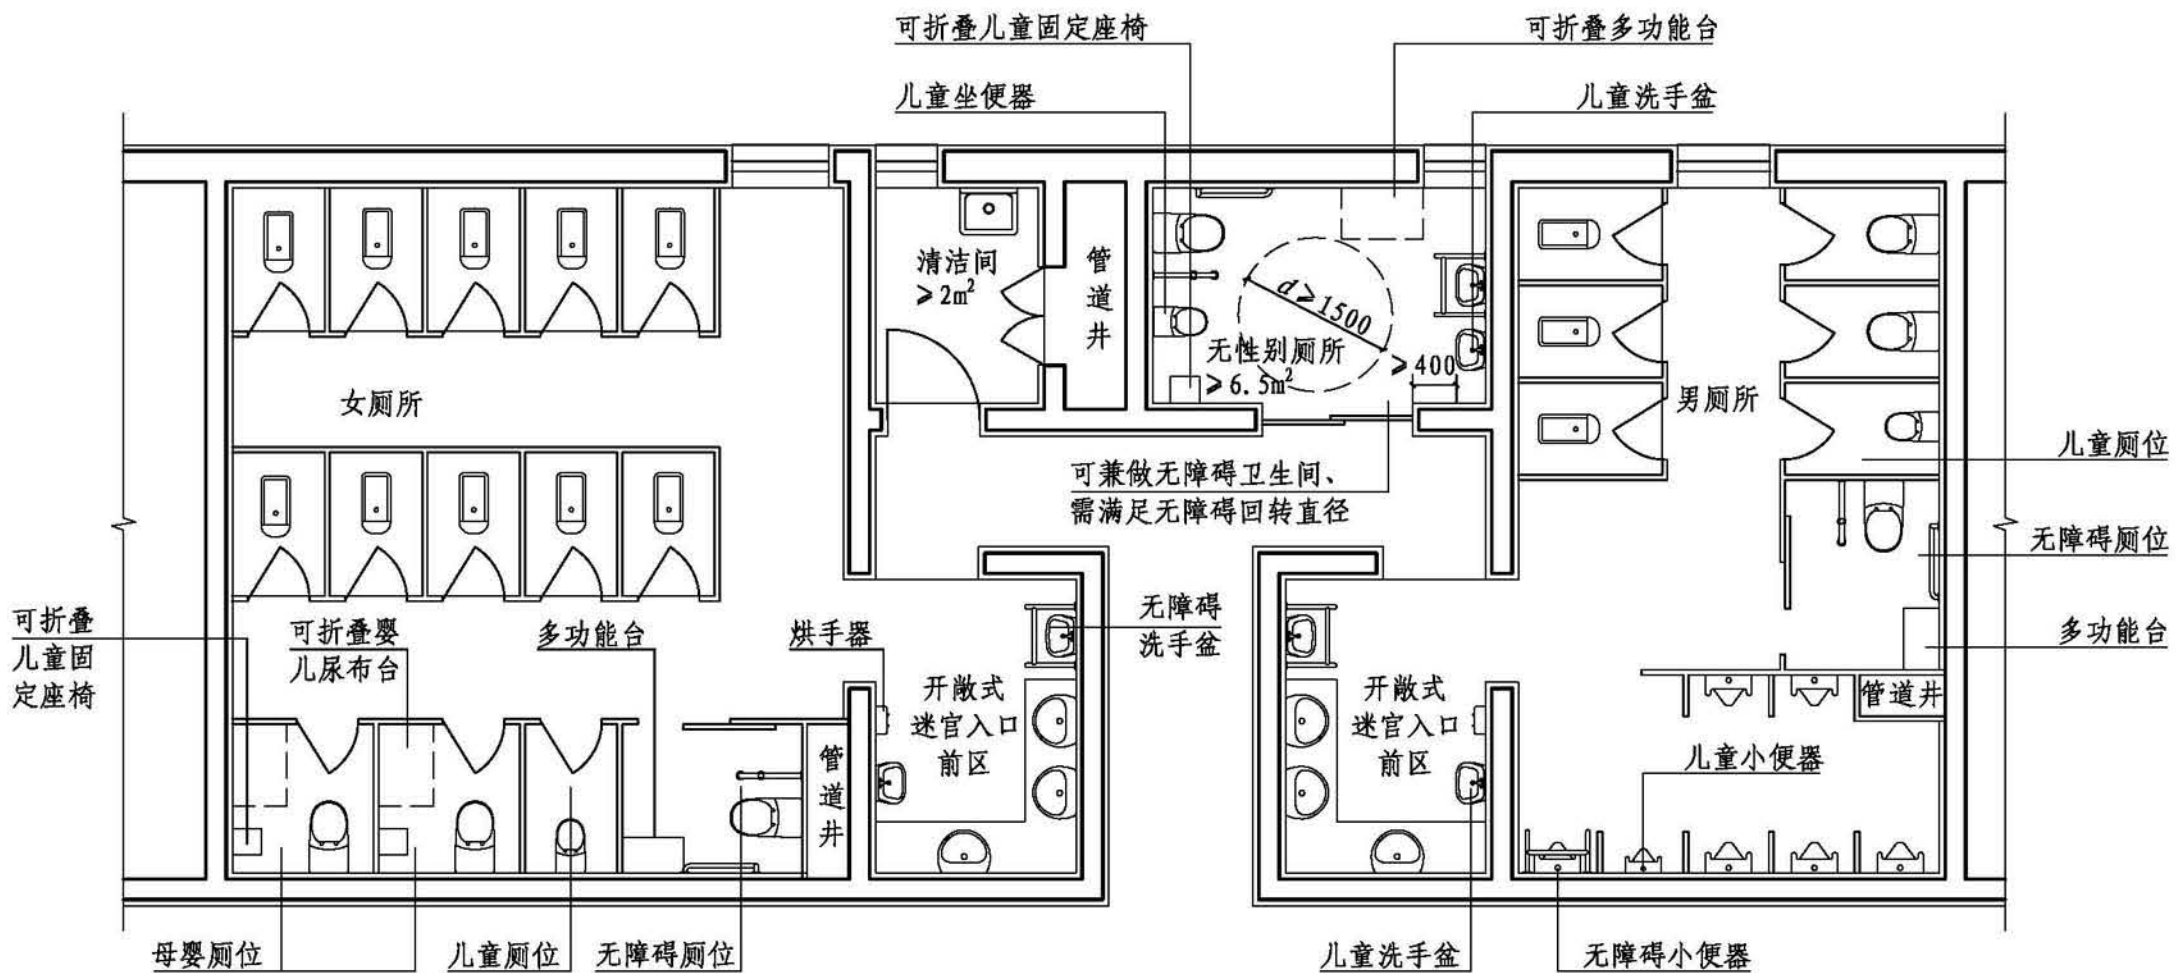 可折叠儿童固定座椅
可折叠多功能台
儿童坐便器
儿童洗手盆
清洁间
≥2m²
管
道
井
d≥1500
无性别厕所
≥6.5m²
≥400
女厕所
男厕所
儿童厕位
可兼做无障碍卫生间、
需满足无障碍回转直径
无障碍厕位
可折叠
儿童固
定座椅
可折叠婴
儿尿布台
多功能台
烘手器
无障碍
洗手盆
多功能台
开敞式
迷宫入口
前区
开敞式
迷宫入口
前区
管道井
管
道
井
儿童小便器
母婴厕位
儿童厕位
无障碍厕位
儿童洗手盆
无障碍小便器